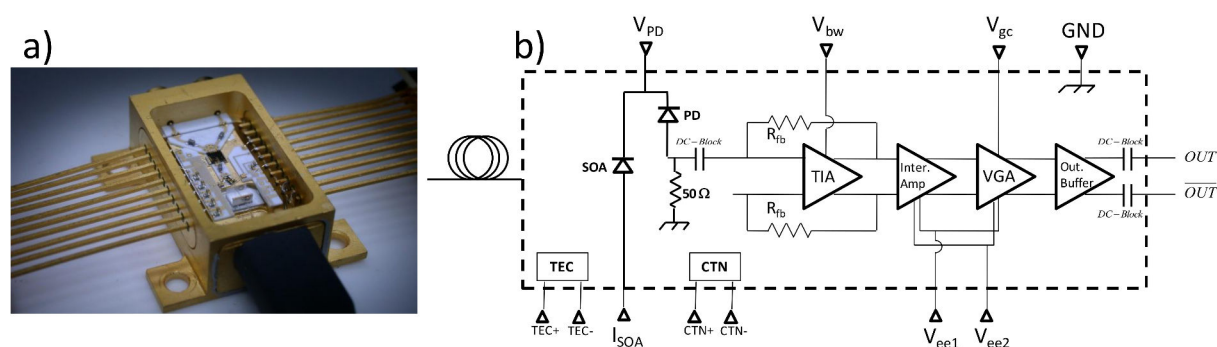 a)
b)
V_PD
V_bw
V_gc
GND
PD
DC-Block
R_fb
SOA
50Ω
TIA
Inter.
Amp
VGA
Out.
Buffer
DC-Block
OUT
O̅U̅T̅
DC-Block
R_fb
TEC
CTN
TEC+
TEC-
I_SOA
CTN+
CTN-
V_ee1
V_ee2